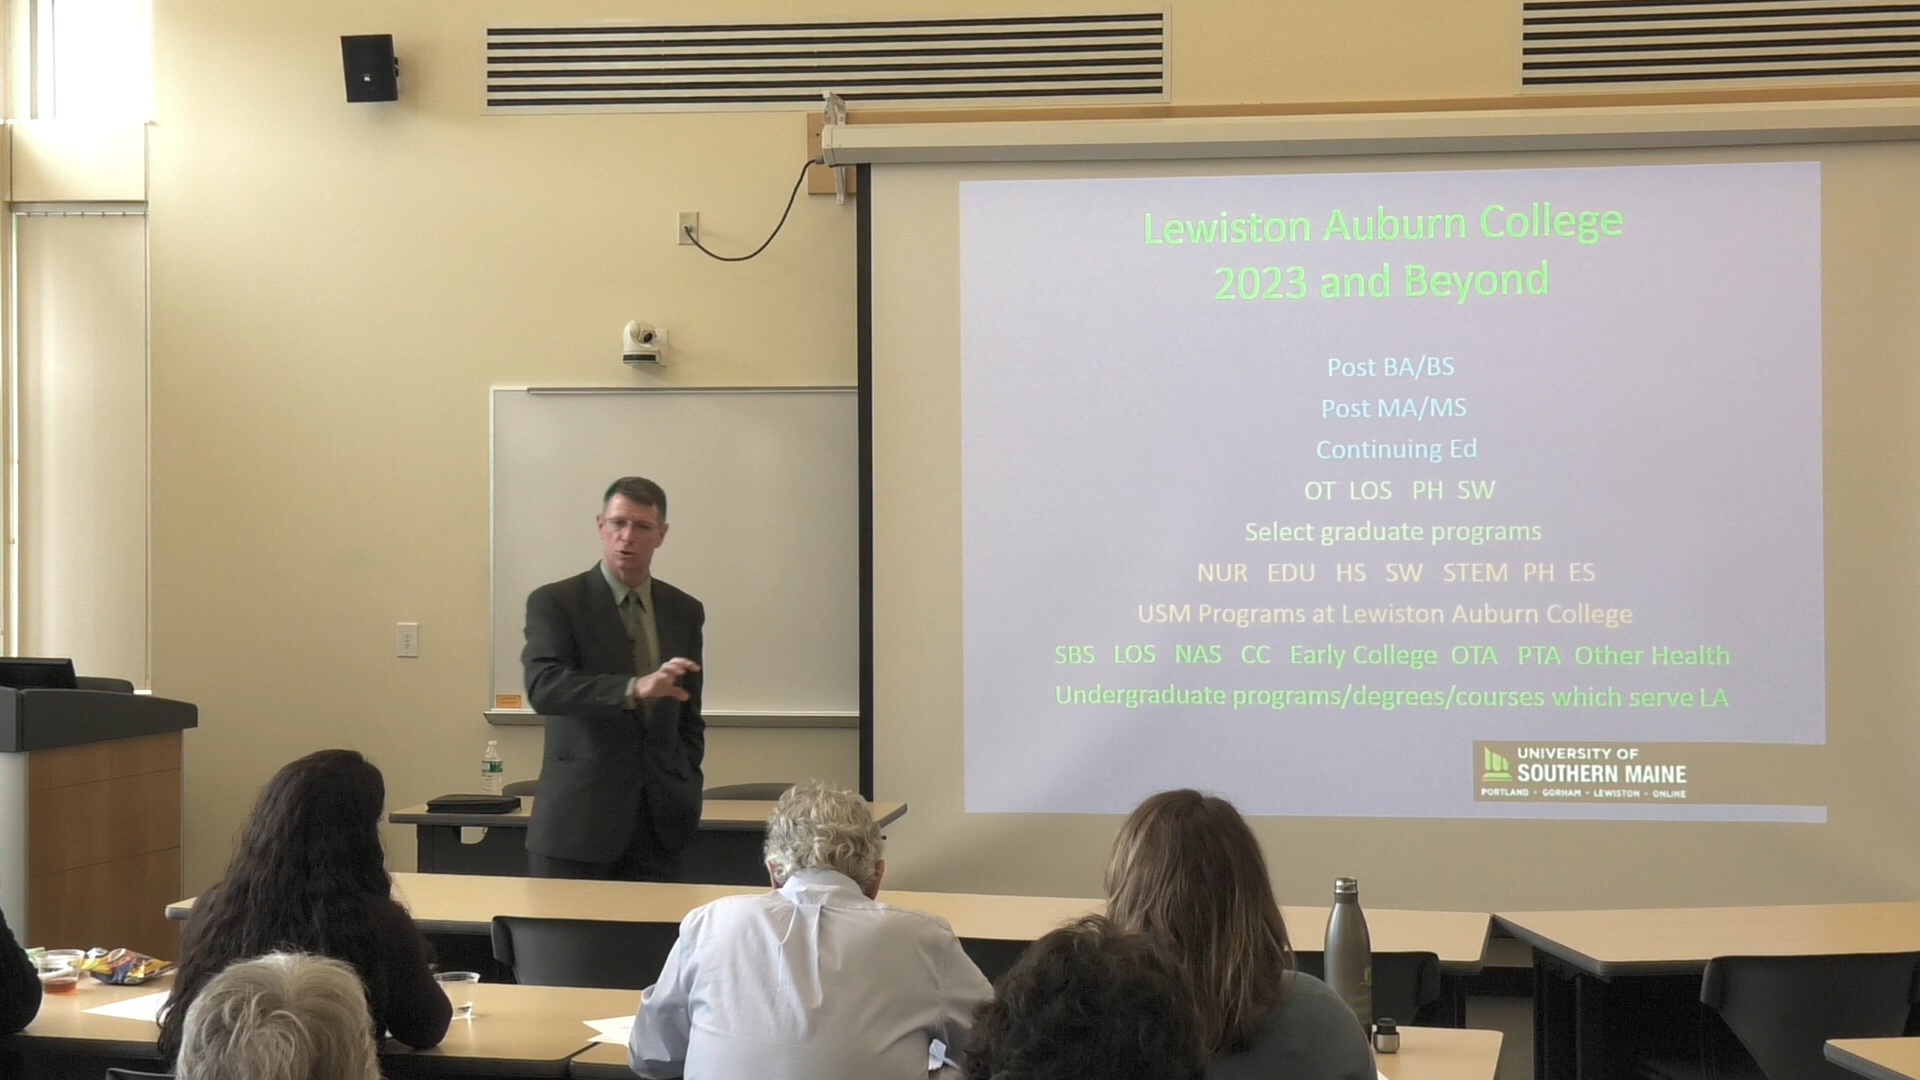 Lewiston Auburn College
2023 and Beyond
Post BA/BS
Post MA/MS
Continuing Ed
OT LOS PH SW
Select graduate programs
NUR EDU HS SW STEM PH ES
USM Programs at Lewiston Auburn College
SBS LOS NAS CC Early College OTA PTA Other Health
Undergraduate programs/degrees/courses which serve LA
UNIVERSITY OF
SOUTHERN MAINE
PORTLAND • GORHAM • LEWISTON • ONLINE